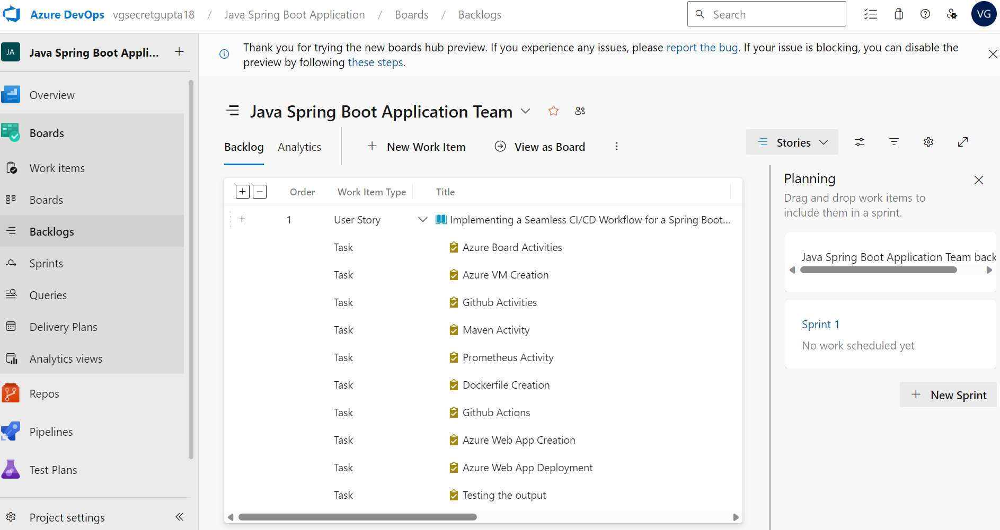 Azure DevOps vgsecretgupta18 / Java Spring Boot Application / Boards / Backlogs
Search
VG
JA Java Spring Boot Appli...
Thank you for trying the new boards hub preview. If you experience any issues, please report the bug. If your issue is blocking, you can disable the
preview by following these steps.
Overview
Boards
Work items
Boards
Backlogs
Sprints
Queries
Delivery Plans
Analytics views
Repos
Pipelines
Test Plans
Project settings
Java Spring Boot Application Team
Backlog Analytics New Work Item View as Board
Stories
Order Work Item Type Title
1 User Story Implementing a Seamless CI/CD Workflow for a Spring Boot...
Task Azure Board Activities
Task Azure VM Creation
Task Github Activities
Task Maven Activity
Task Prometheus Activity
Task Dockerfile Creation
Task Github Actions
Task Azure Web App Creation
Task Azure Web App Deployment
Task Testing the output
Planning
Drag and drop work items to
include them in a sprint.
Java Spring Boot Application Team back
Sprint 1
No work scheduled yet
New Sprint